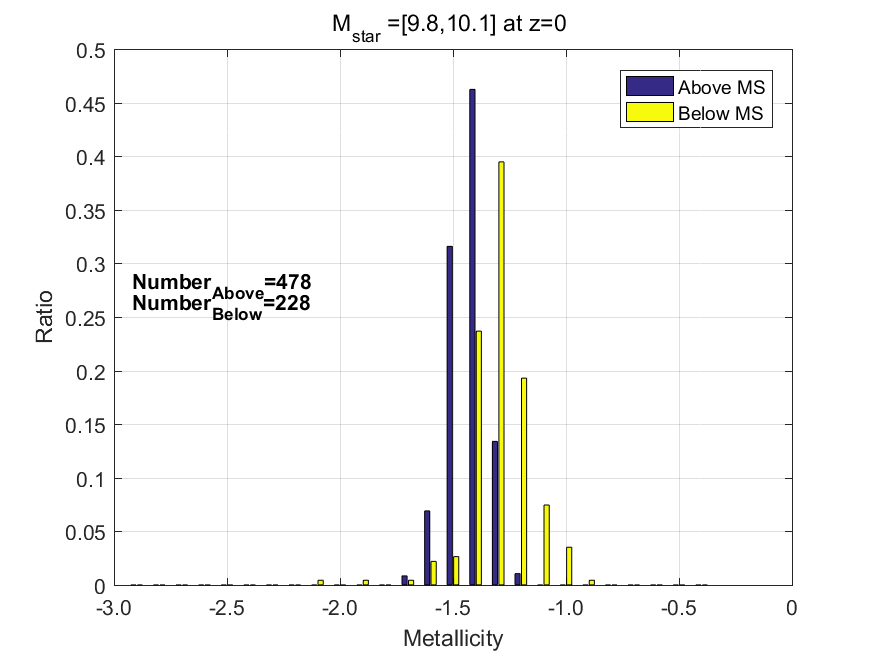 M_star =[9.8,10.1] at z=0
0.5
0.45
0.4
0.35
0.3
0.25
0.2
0.15
0.1
0.05
0
Ratio
Above MS
Below MS
Number_Above=478
Number_Below=228
-3.0 -2.5 -2.0 -1.5 -1.0 -0.5 0
Metallicity